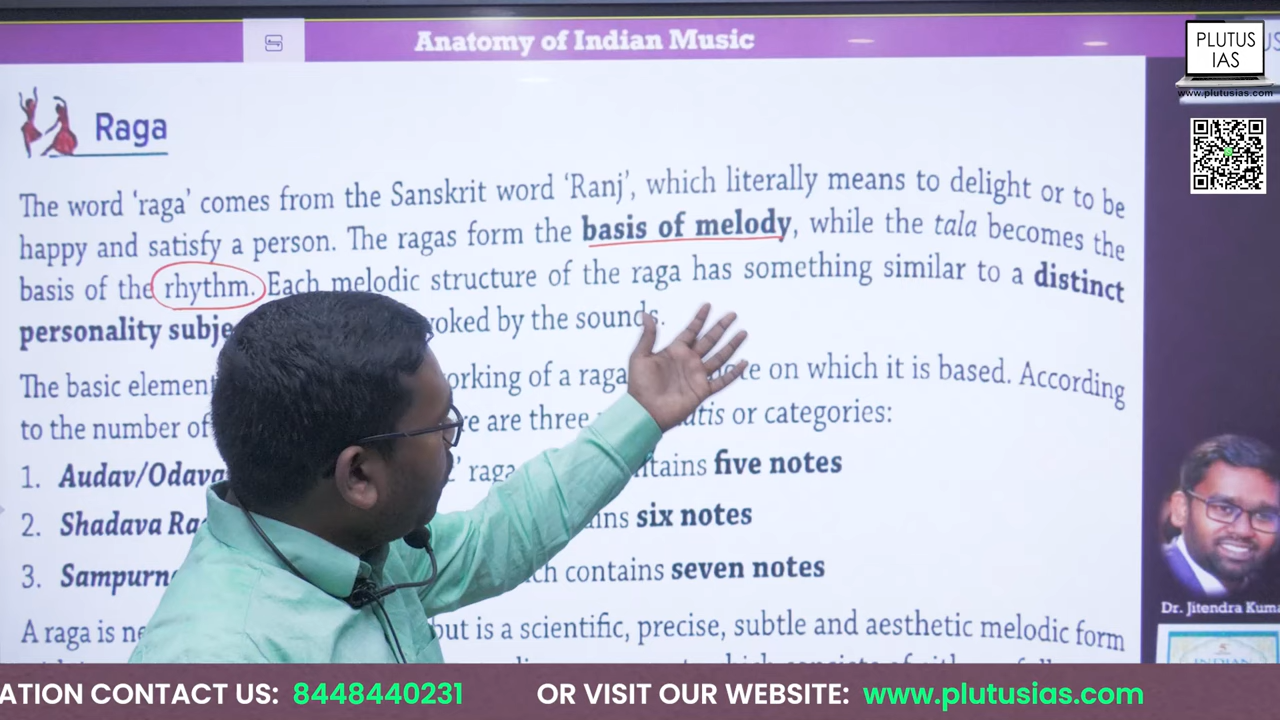 Anatomy of Indian Music
PLUTUS
IAS
www.plutusias.com
Raga
The word ‘raga’ comes from the Sanskrit word ‘Ranj’, which literally means to delight or to be
happy and satisfy a person. The ragas form the basis of melody, while the tala becomes the
basis of the rhythm. Each melodic structure of the raga has something similar to a distinct
personality subje oked by the sounds.
The basic element orking of a raga on which it is based. According
to the number of re are three or categories:
1. Audav/Odava raga tains five notes
2. Shadava Ra ins six notes
3. Sampurn ch contains seven notes
A raga is ne but is a scientific, precise, subtle and aesthetic melodic form
Dr. Jitendra Kuma
ATION CONTACT US: 8448440231 OR VISIT OUR WEBSITE: www.plutusias.com